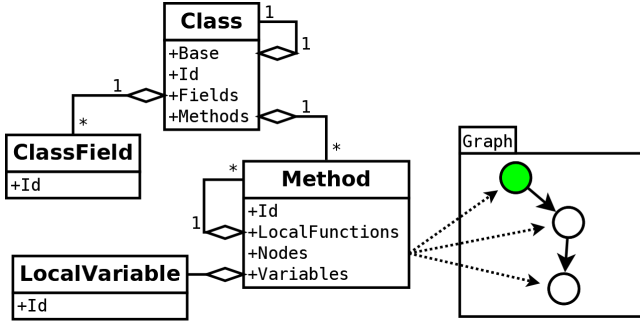 Class
+Base
+Id
+Fields
+Methods
1
1
1
*
1
*
ClassField
+Id
Method
+Id
+LocalFunctions
+Nodes
+Variables
*
1
LocalVariable
+Id
Graph